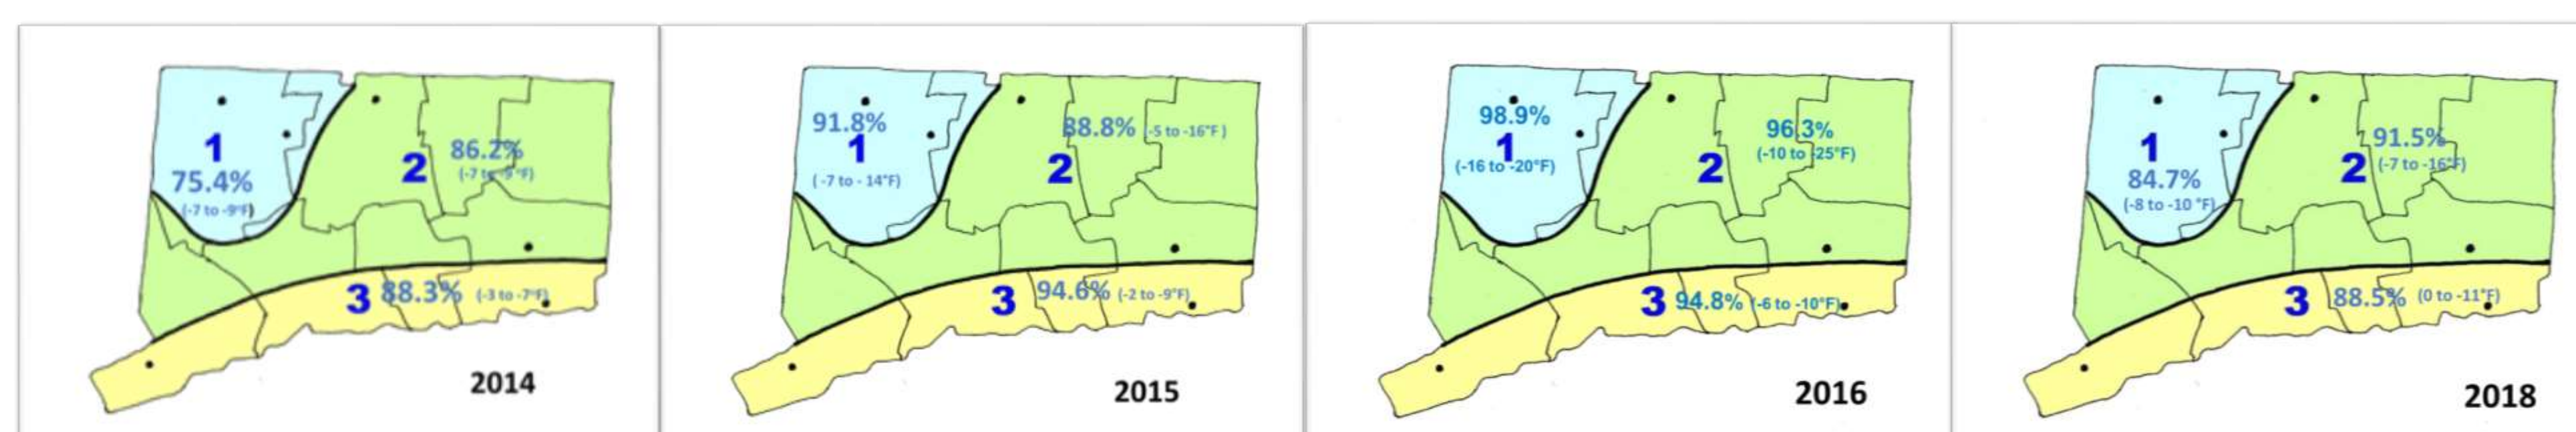 1
75.4%
(-7 to -9°F)
2
86.2%
(-7 to -9 °F)
3 88.3% (-3 to -7°F)
2014
91.8%
1
( -7 to - 14°F)
2
88.8% (-5 to -16°F )
3 94.6% (-2 to -9°F)
2015
98.9%
1
(-16 to -20°F)
2
96.3%
(-10 to -25°F)
3 94.8% (-6 to -10°F)
2016
1
84.7%
(-8 to -10 °F)
2
91.5%
(-7 to -16°F)
3 88.5% (0 to -11°F)
2018